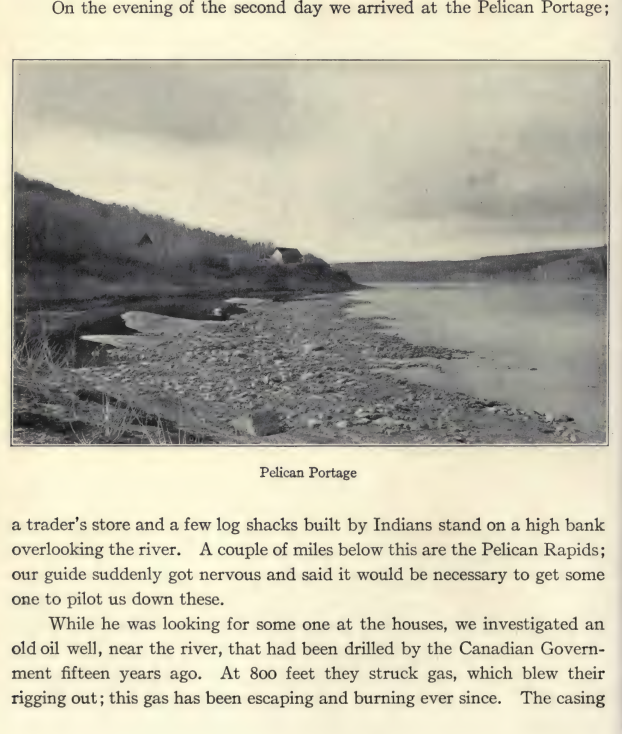 On the evening of the second day we arrived at the Pelican Portage;
Pelican Portage
a trader's store and a few log shacks built by Indians stand on a high bank
overlooking the river. A couple of miles below this are the Pelican Rapids;
our guide suddenly got nervous and said it would be necessary to get some
one to pilot us down these.
While he was looking for some one at the houses, we investigated an
old oil well, near the river, that had been drilled by the Canadian Govern-
ment fifteen years ago. At 800 feet they struck gas, which blew their
rigging out; this gas has been escaping and burning ever since. The casing